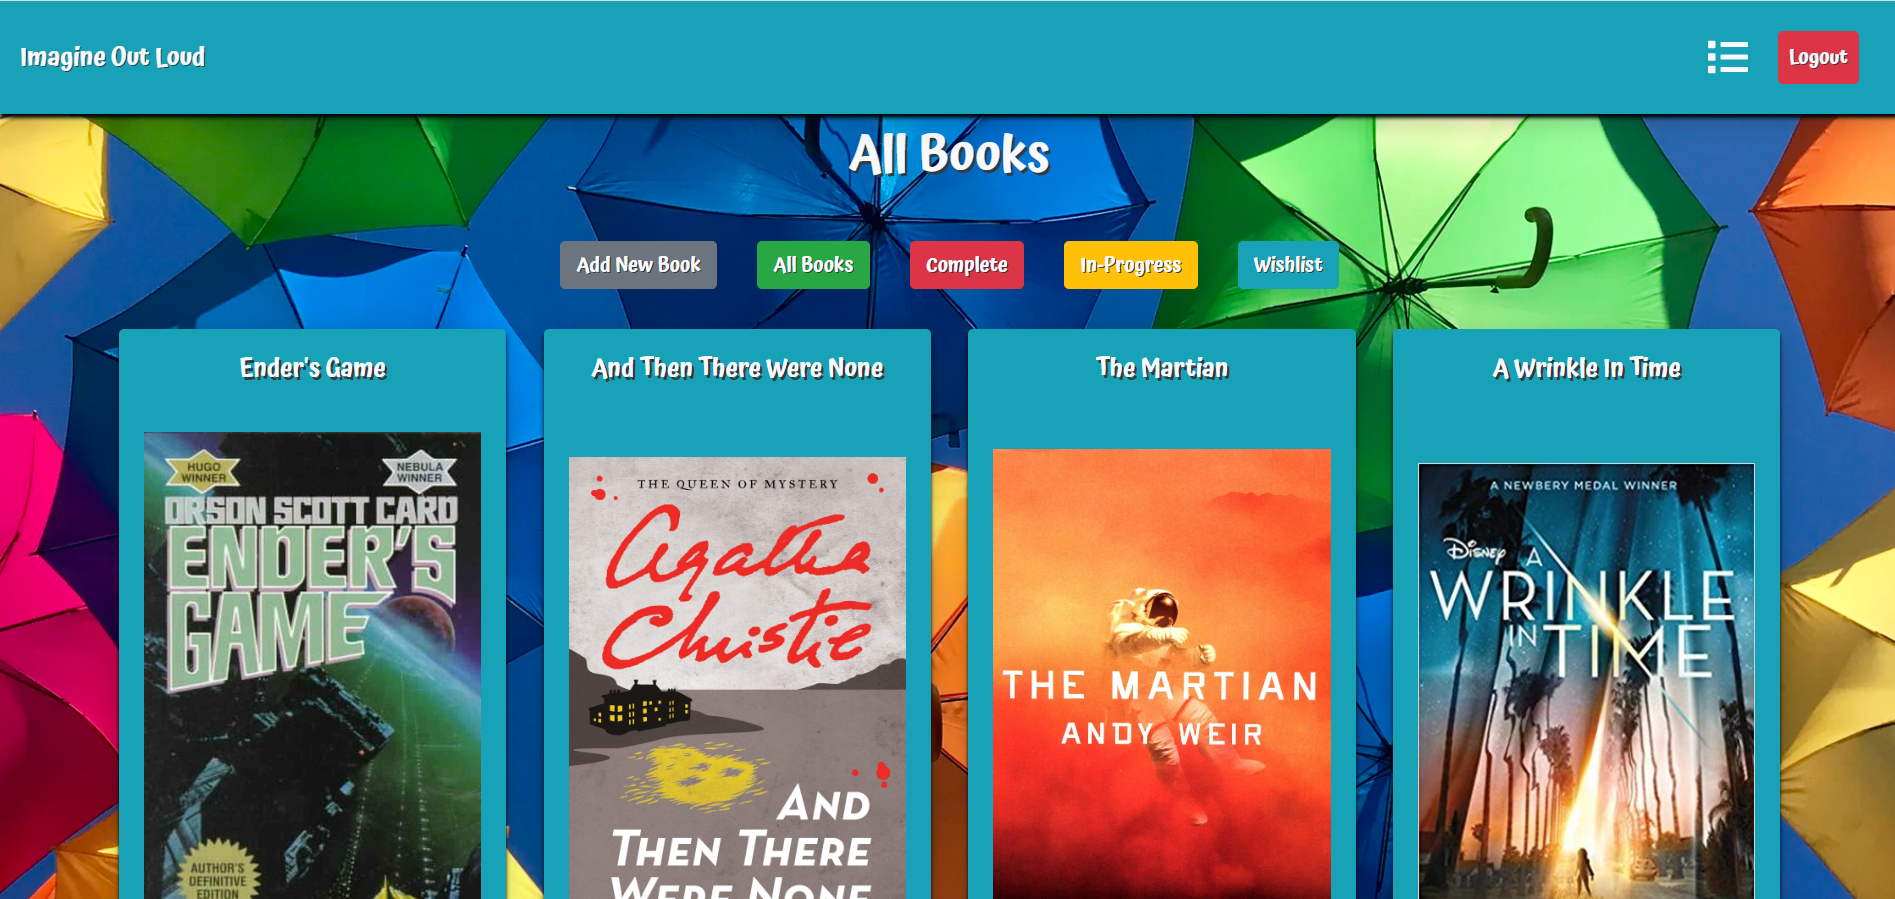 Imagine Out Loud
Logout
All Books
Add New Book
All Books
Complete
In-Progress
Wishlist
Ender's Game
And Then There Were None
The Martian
A Wrinkle In Time
HUGO
WINNER
NEBULA
WINNER
ORSON SCOTT CARD
ENDER'S
GAME
AUTHOR'S
DEFINITIVE
EDITION
THE QUEEN OF MYSTERY
Agatha
Christie
AND
THEN THERE
WERE NONE
THE MARTIAN
ANDY WEIR
A NEWBERY MEDAL WINNER
Disney
A
WRINKLE
IN TIME